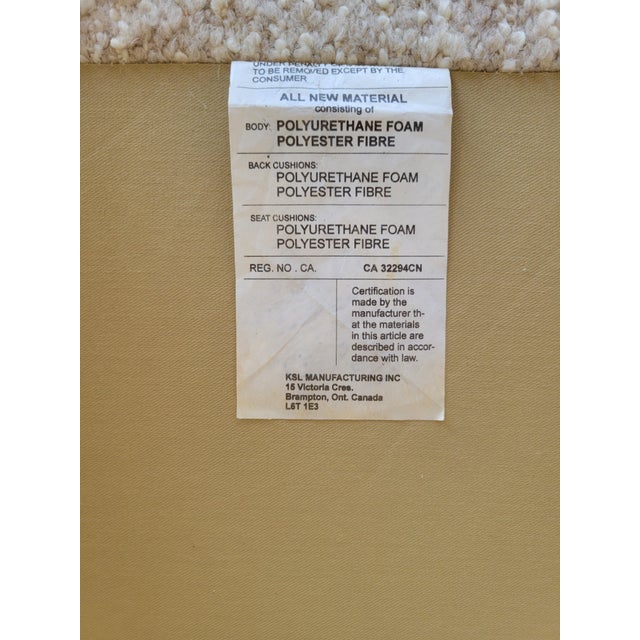 UNDER PENALTY
TO BE REMOVED EXCEPT BY THE
CONSUMER
ALL NEW MATERIAL
consisting of
BODY: POLYURETHANE FOAM
POLYESTER FIBRE
BACK CUSHIONS:
POLYURETHANE FOAM
POLYESTER FIBRE
SEAT CUSHIONS:
POLYURETHANE FOAM
POLYESTER FIBRE
REG. NO . CA. CA 32294CN
Certification is
made by the
manufacturer th-
at the materials
in this article are
described in accor-
dance with law.
KSL MANUFACTURING INC
15 Victoria Cres.
Brampton, Ont. Canada
L6T 1E3